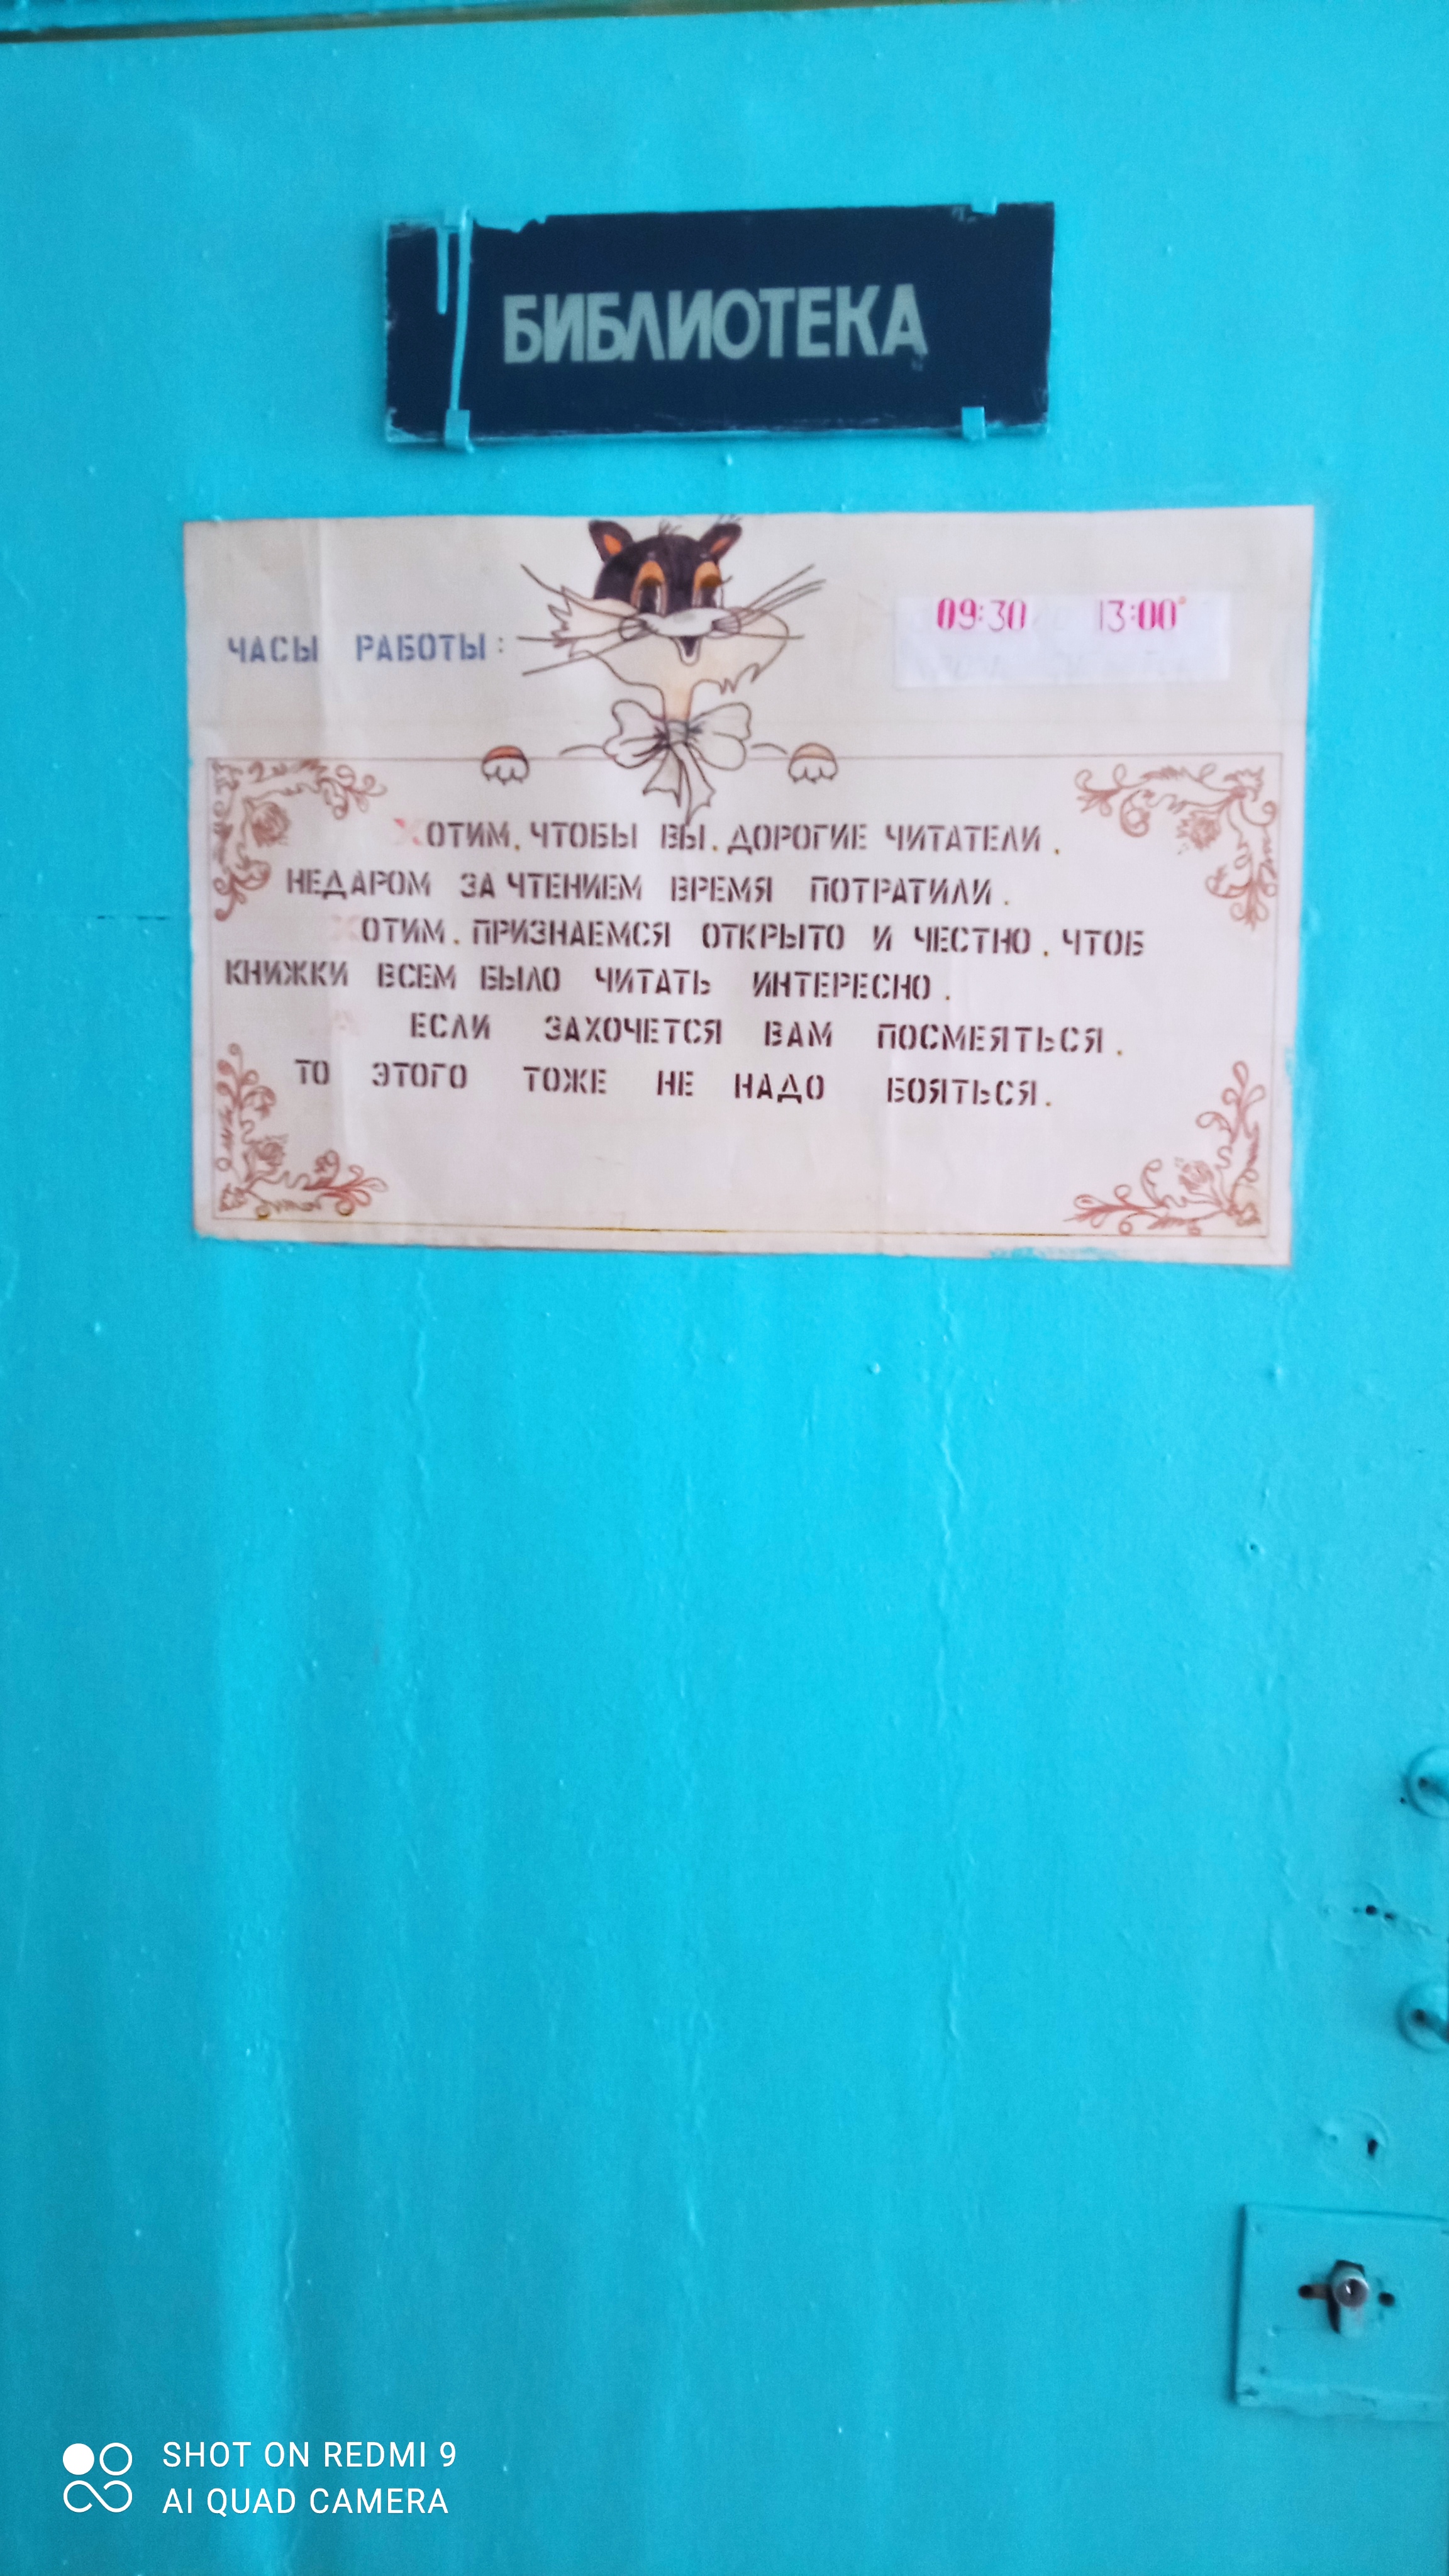 БИБЛИОТЕКА
ЧАСЫ РАБОТЫ:
09:30 13:00
ХОТИМ, ЧТОБЫ ВЫ, ДОРОГИЕ ЧИТАТЕЛИ,
НЕДАРОМ ЗА ЧТЕНИЕМ ВРЕМЯ ПОТРАТИЛИ.
ХОТИМ, ПРИЗНАЕМСЯ ОТКРЫТО И ЧЕСТНО, ЧТОБ
КНИЖКИ ВСЕМ БЫЛО ЧИТАТЬ ИНТЕРЕСНО.
А ЕСЛИ ЗАХОЧЕТСЯ ВАМ ПОСМЕЯТЬСЯ,
ТО ЭТОГО ТОЖЕ НЕ НАДО БОЯТЬСЯ.
SHOT ON REDMI 9
AI QUAD CAMERA